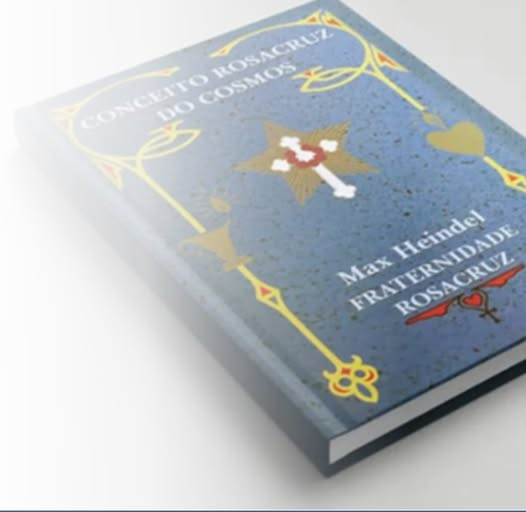 CONCEITO ROSACRUZ
DO COSMOS
Max Heindel
FRATERNIDADE
ROSACRUZ